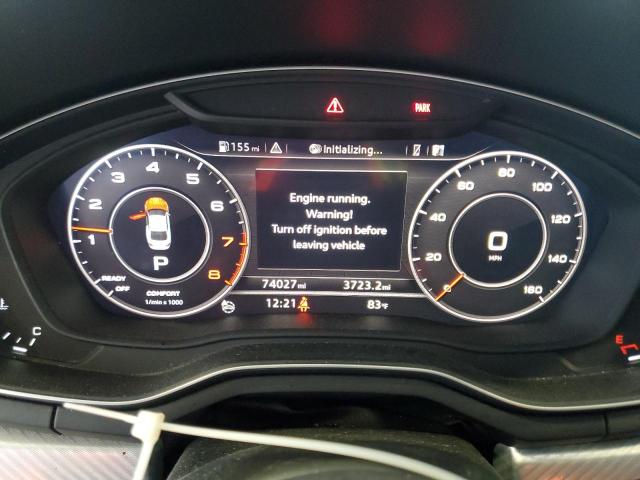 PARK
155 mi
Initializing...
Engine running.
Warning!
Turn off ignition before
leaving vehicle
1 2 3 4 5 6 7 8
READY
OFF
P
COMFORT
1/min x 1000
0 20 40 60 80 100 120 140 160
0
MPH
74027 mi
3723.2 mi
12:21
83°F
C
E